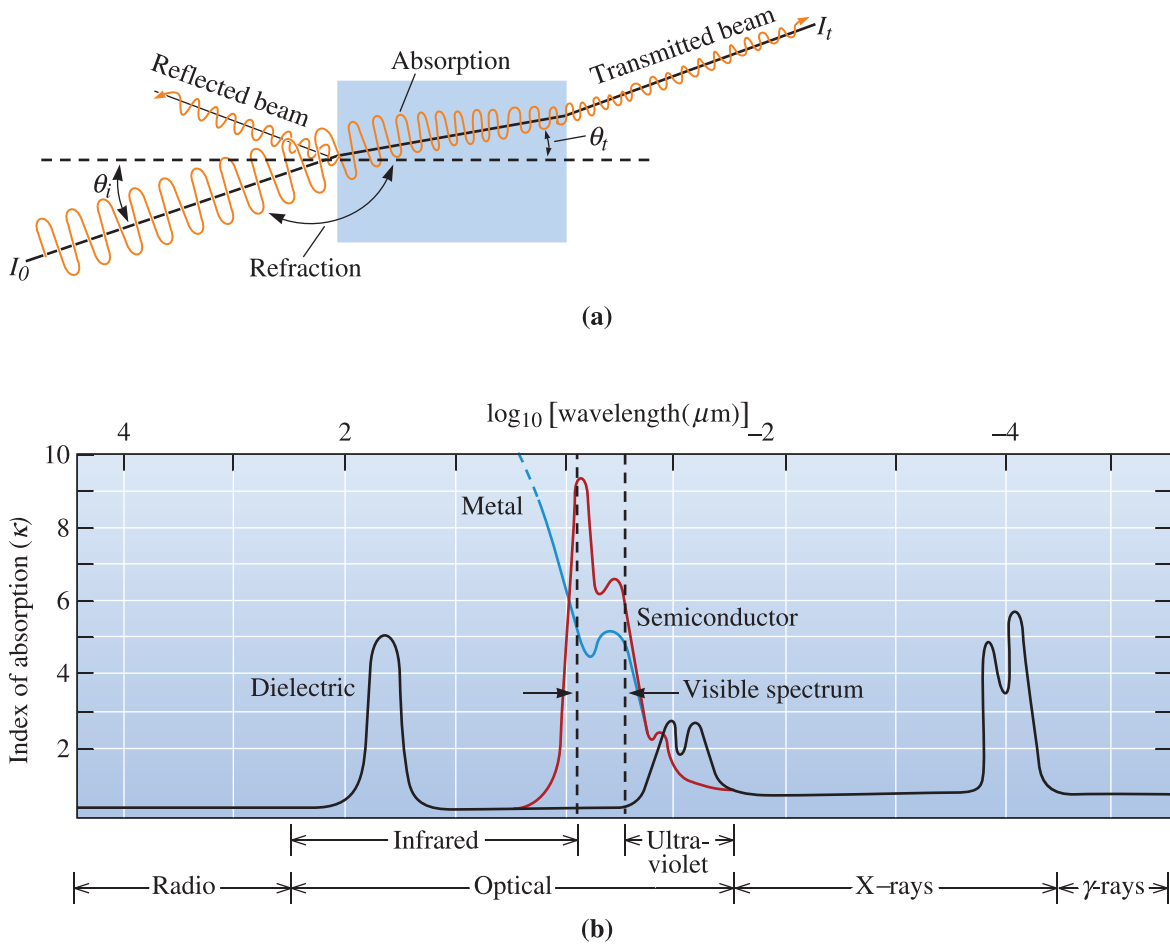 Reflected beam
Absorption
Transmitted beam
I_t
θ_t
θ_i
I_0
Refraction
(a)
log₁₀ [wavelength(μm)]
4 2 −2 −4
10
8
6
4
2
Index of absorption (κ)
Metal
Semiconductor
Dielectric
Visible spectrum
Infrared
Ultra-
violet
Radio
Optical
X–rays
γ-rays
(b)